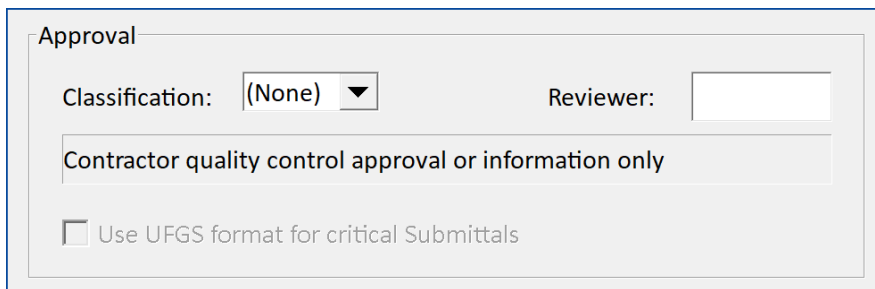 Approval
Classification: (None) Reviewer:
Contractor quality control approval or information only
Use UFGS format for critical Submittals